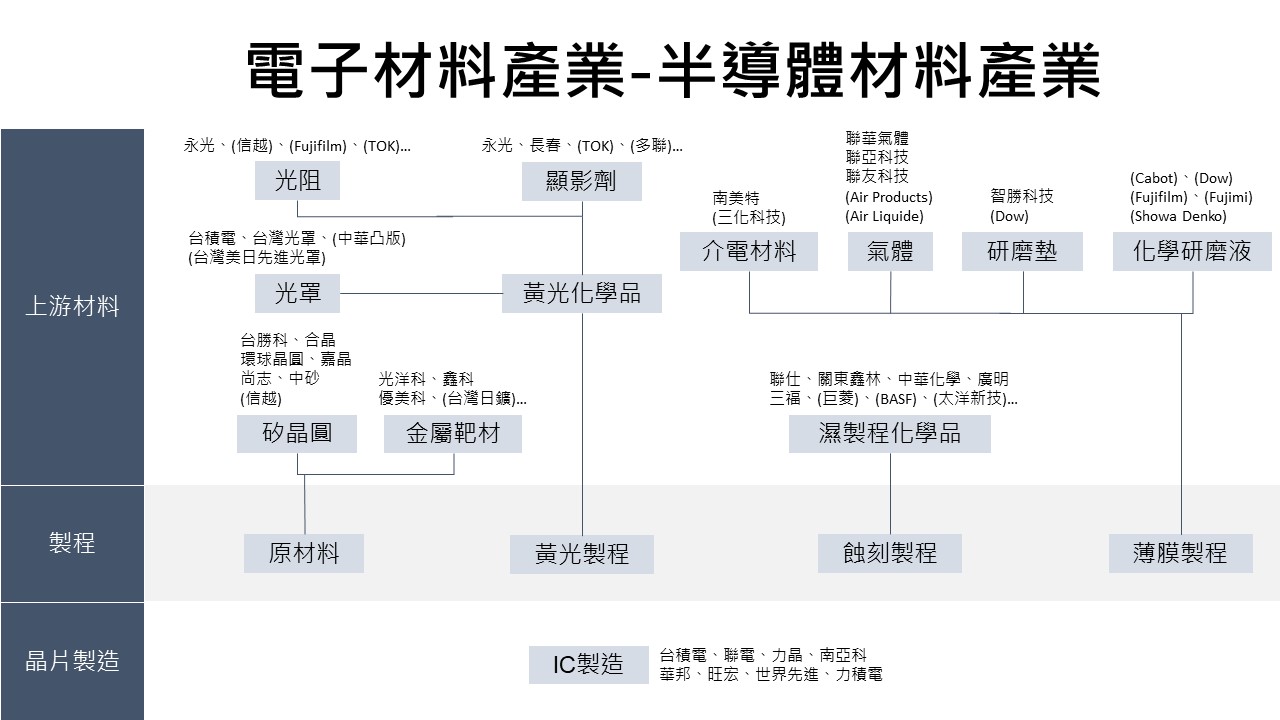 電子材料產業-半導體材料產業
上游材料
永光、(信越)、(Fujifilm)、(TOK)...
光阻
永光、長春、(TOK)、(多聯)...
顯影劑
台積電、台灣光罩、(中華凸版)
(台灣美日先進光罩)
光罩
黃光化學品
南美特
(三化科技)
介電材料
聯華氣體
聯亞科技
聯友科技
(Air Products)
(Air Liquide)
氣體
智勝科技
(Dow)
研磨墊
(Cabot)、(Dow)
(Fujifilm)、(Fujimi)
(Showa Denko)
化學研磨液
台勝科、合晶
環球晶圓、嘉晶
尚志、中砂
(信越)
矽晶圓
光洋科、鑫科
優美科、(台灣日鑛)...
金屬靶材
聯仕、關東鑫林、中華化學、廣明
三福、(巨菱)、(BASF)、(太洋新技)...
濕製程化學品
製程
原材料
黃光製程
蝕刻製程
薄膜製程
晶片製造
IC製造
台積電、聯電、力晶、南亞科
華邦、旺宏、世界先進、力積電